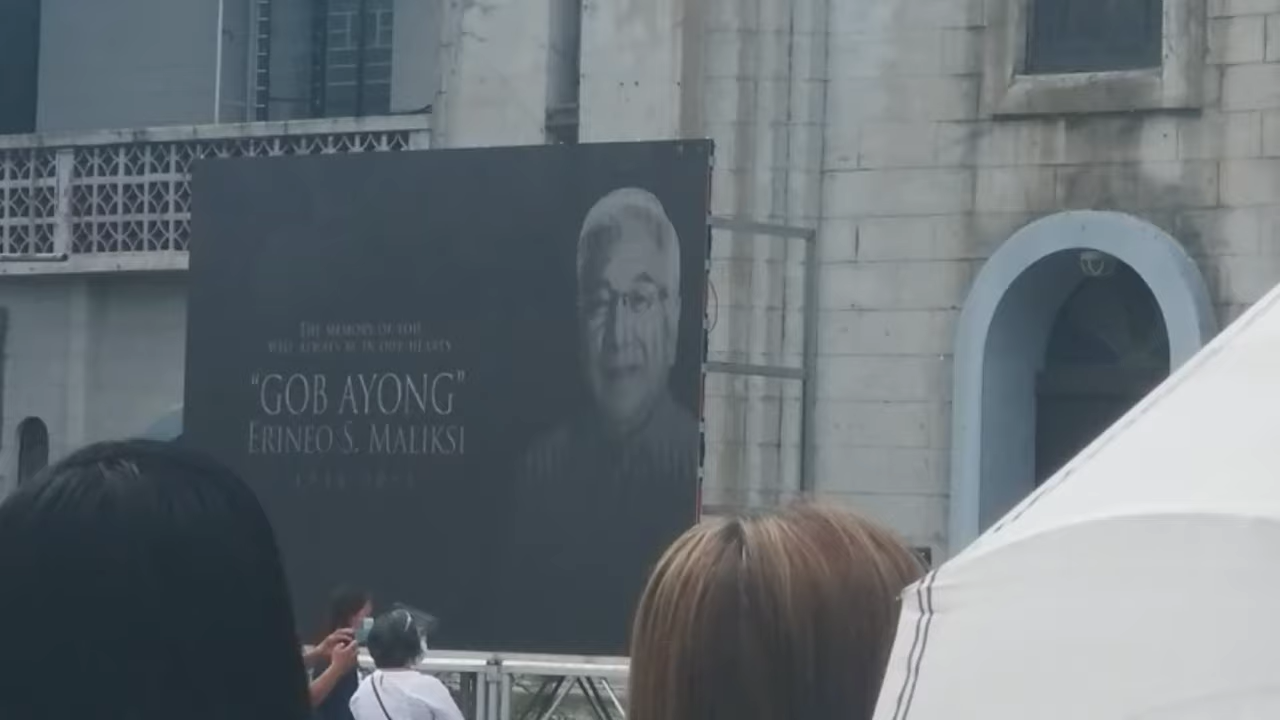 THE MEMORY OF YOU
WILL ALWAYS BE IN OUR HEARTS
“GOB AYONG”
ERINEO S. MALIKSI